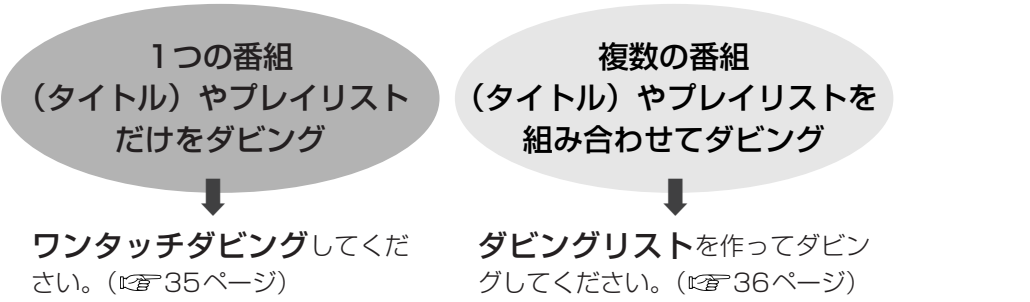 1つの番組
（タイトル）やプレイリスト
だけをダビング
ワンタッチダビングしてくだ
さい。（☞35ページ）
複数の番組
（タイトル）やプレイリストを
組み合わせてダビング
ダビングリストを作ってダビン
グしてください。（☞36ページ）